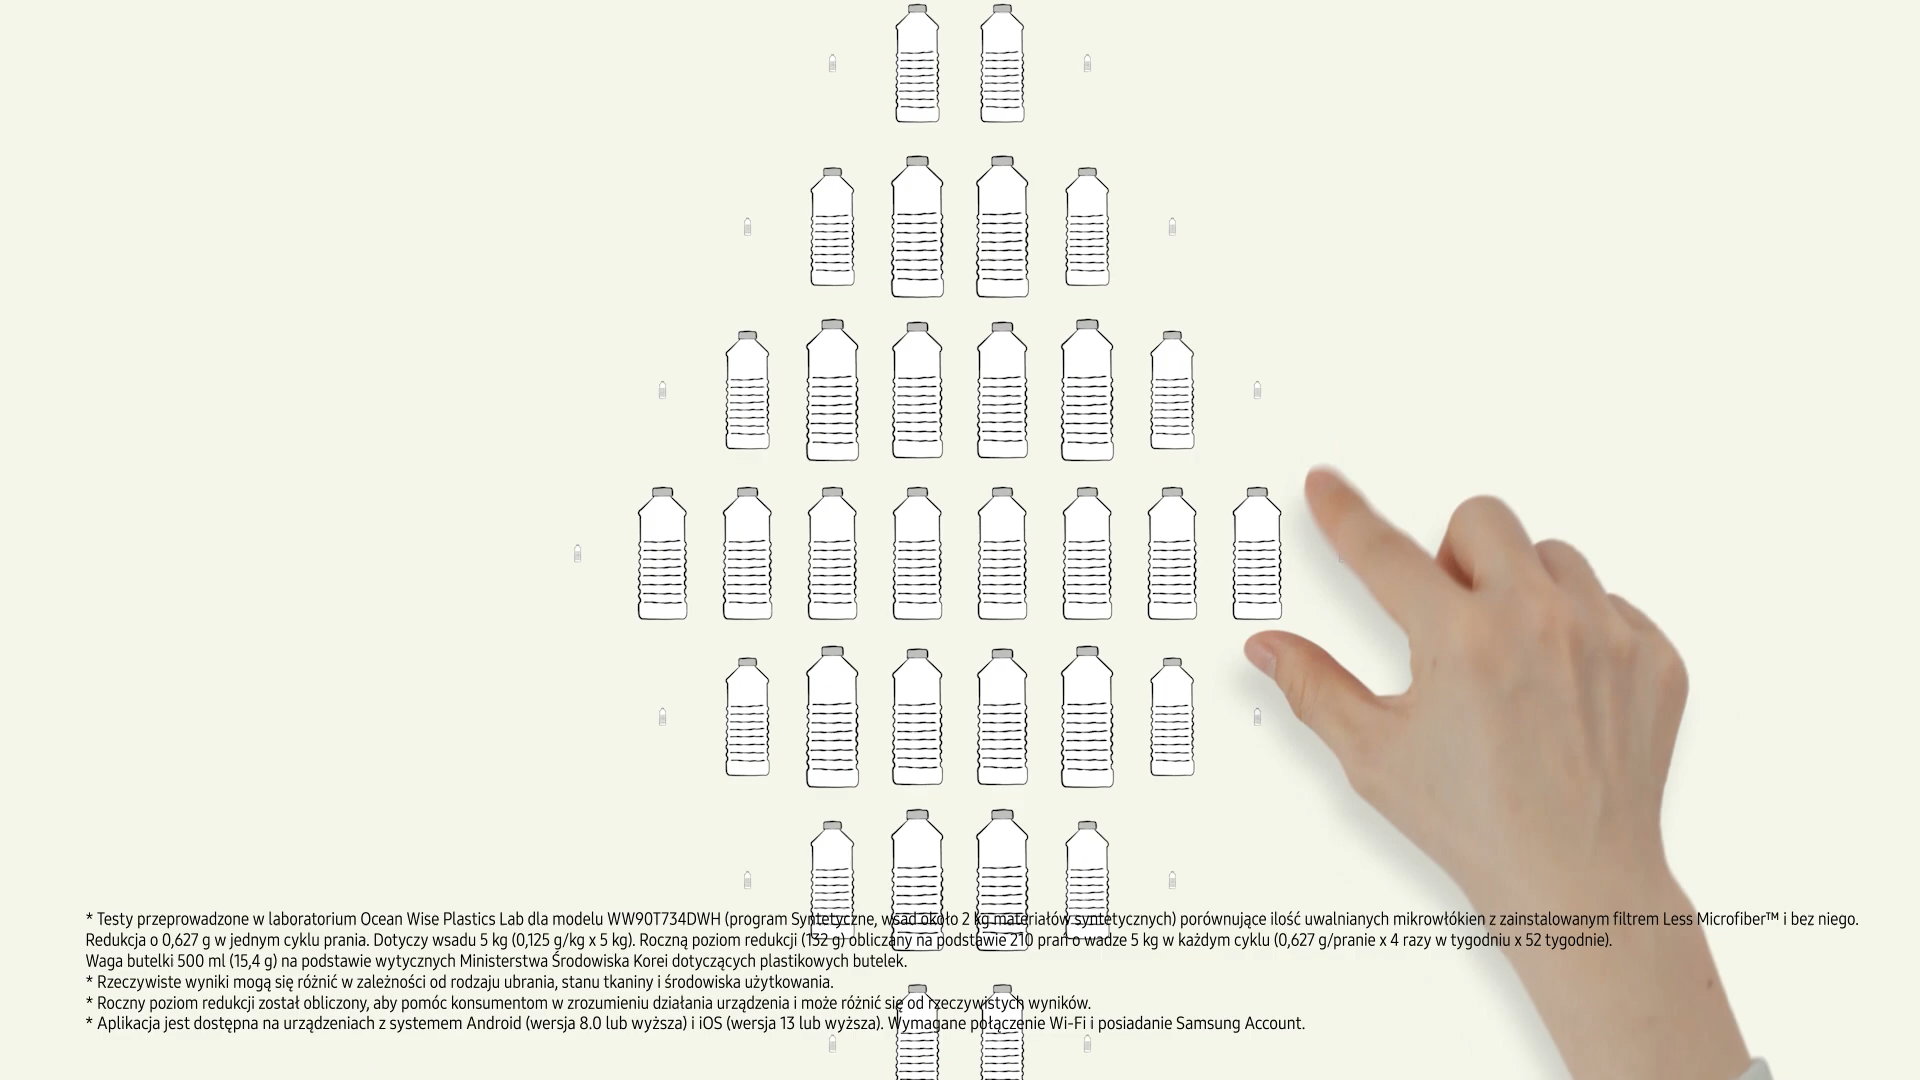 * Testy przeprowadzone w laboratorium Ocean Wise Plastics Lab dla modelu WW90T734DWH (program Syntetyczne, wsad około 2 kg materiałów syntetycznych) porównujące ilość uwalnianych mikrowłókien z zainstalowanym filtrem Less Microfiber™ i bez niego.
Redukcja o 0,627 g w jednym cyklu prania. Dotyczy wsadu 5 kg (0,125 g/kg x 5 kg). Roczną poziom redukcji (132 g) obliczany na podstawie 210 prań o wadze 5 kg w każdym cyklu (0,627 g/pranie x 4 razy w tygodniu x 52 tygodnie).
Waga butelki 500 ml (15,4 g) na podstawie wytycznych Ministerstwa Środowiska Korei dotyczących plastikowych butelek.
* Rzeczywiste wyniki mogą się różnić w zależności od rodzaju ubrania, stanu tkaniny i środowiska użytkowania.
* Roczny poziom redukcji został obliczony, aby pomóc konsumentom w zrozumieniu działania urządzenia i może różnić się od rzeczywistych wyników.
* Aplikacja jest dostępna na urządzeniach z systemem Android (wersja 8.0 lub wyższa) i iOS (wersja 13 lub wyższa). Wymagane połączenie Wi-Fi i posiadanie Samsung Account.